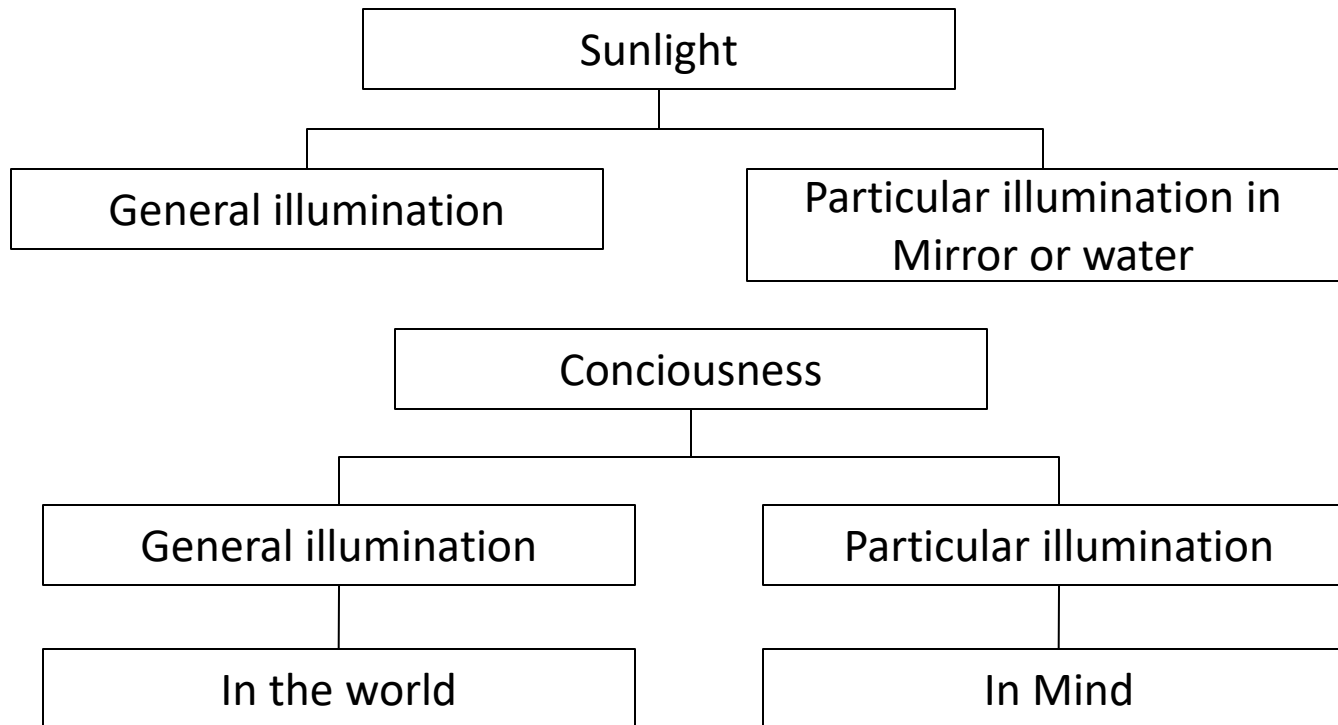 Sunlight
General illumination
Particular illumination in
Mirror or water
Conciousness
General illumination
Particular illumination
In the world
In Mind